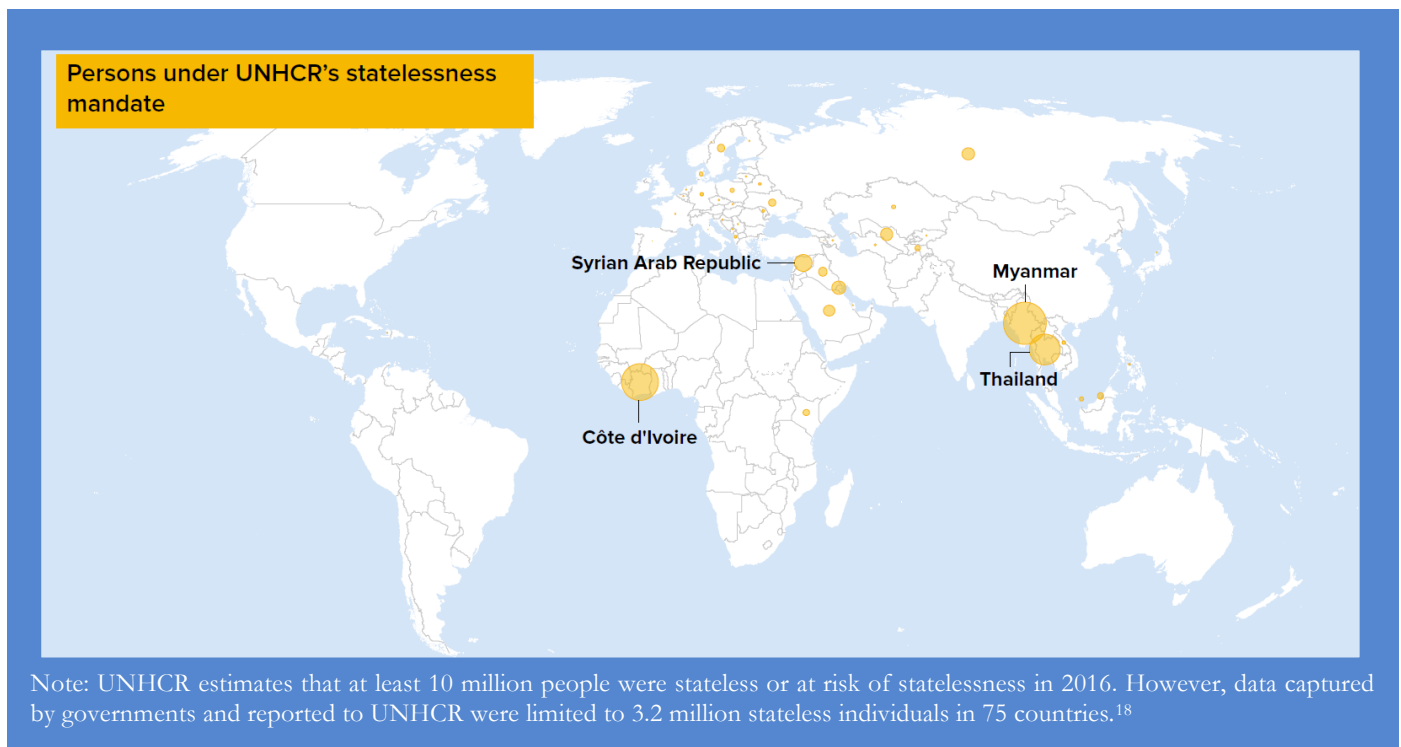 Persons under UNHCR's statelessness
mandate
Syrian Arab Republic
Myanmar
Thailand
Côte d'Ivoire
Note: UNHCR estimates that at least 10 million people were stateless or at risk of statelessness in 2016. However, data captured
by governments and reported to UNHCR were limited to 3.2 million stateless individuals in 75 countries.18